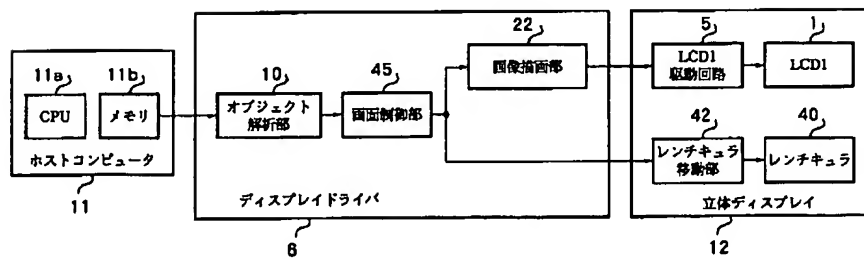 22
5
1
11a
11b
10
45
画像描画部
LCD1
駆動回路
LCD1
CPU
メモリ
オブジェクト
解析部
画面制御部
42
40
レンチキュラ
移動部
レンチキュラ
ホストコンピュータ
ディスプレイドライバ
立体ディスプレイ
11
6
12